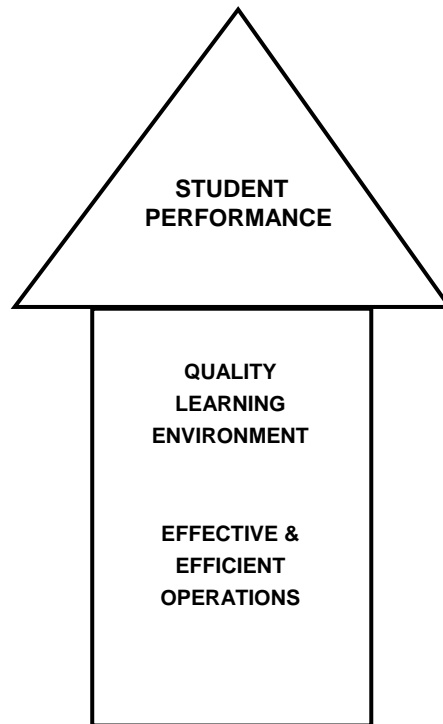 STUDENT
PERFORMANCE
QUALITY
LEARNING
ENVIRONMENT
EFFECTIVE &
EFFICIENT
OPERATIONS